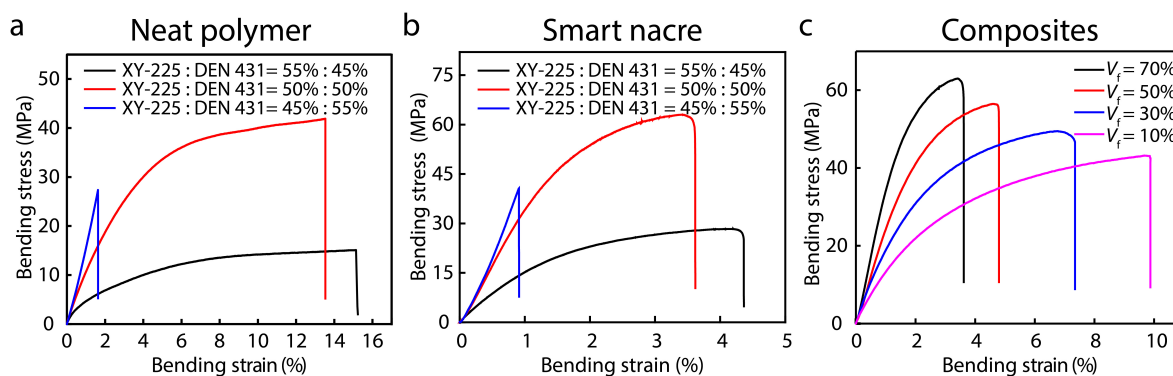 a
Neat polymer
XY-225 : DEN 431= 55% : 45%
XY-225 : DEN 431= 50% : 50%
XY-225 : DEN 431= 45% : 55%
Bending stress (MPa)
50
40
30
20
10
0
0 2 4 6 8 10 12 14 16
Bending strain (%)
b
Smart nacre
XY-225 : DEN 431= 55% : 45%
XY-225 : DEN 431= 50% : 50%
XY-225 : DEN 431= 45% : 55%
Bending stress (MPa)
75
60
45
30
15
0
0 1 2 3 4 5
Bending strain (%)
c
Composites
Vf = 70%
Vf = 50%
Vf = 30%
Vf = 10%
Bending stress (MPa)
60
40
20
0
0 2 4 6 8 10
Bending strain (%)